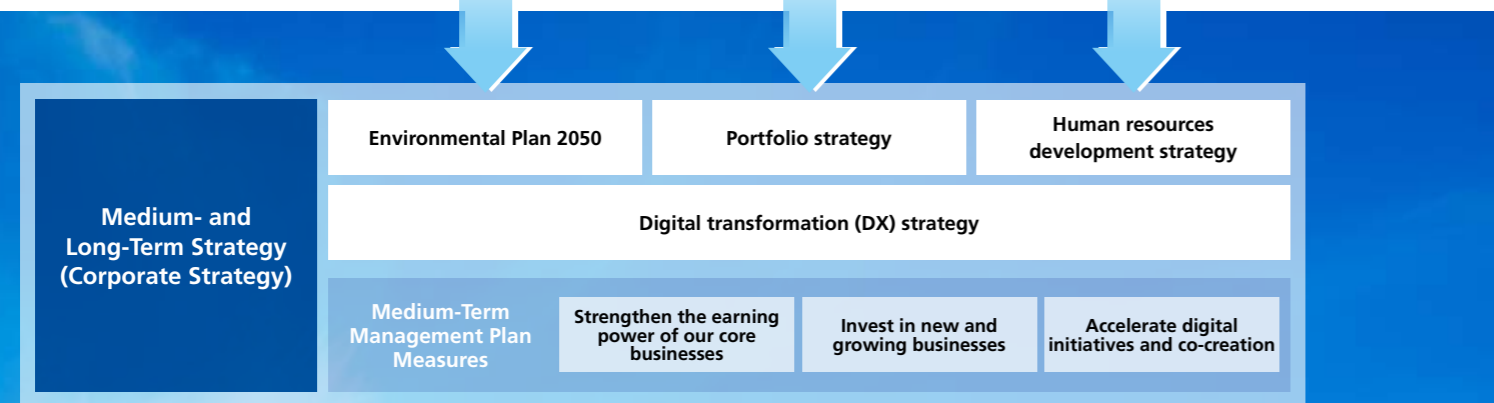 Environmental Plan 2050
Portfolio strategy
Human resources
development strategy
Medium- and
Long-Term Strategy
(Corporate Strategy)
Digital transformation (DX) strategy
Medium-Term
Management Plan
Measures
Strengthen the earning
power of our core
businesses
Invest in new and
growing businesses
Accelerate digital
initiatives and co-creation